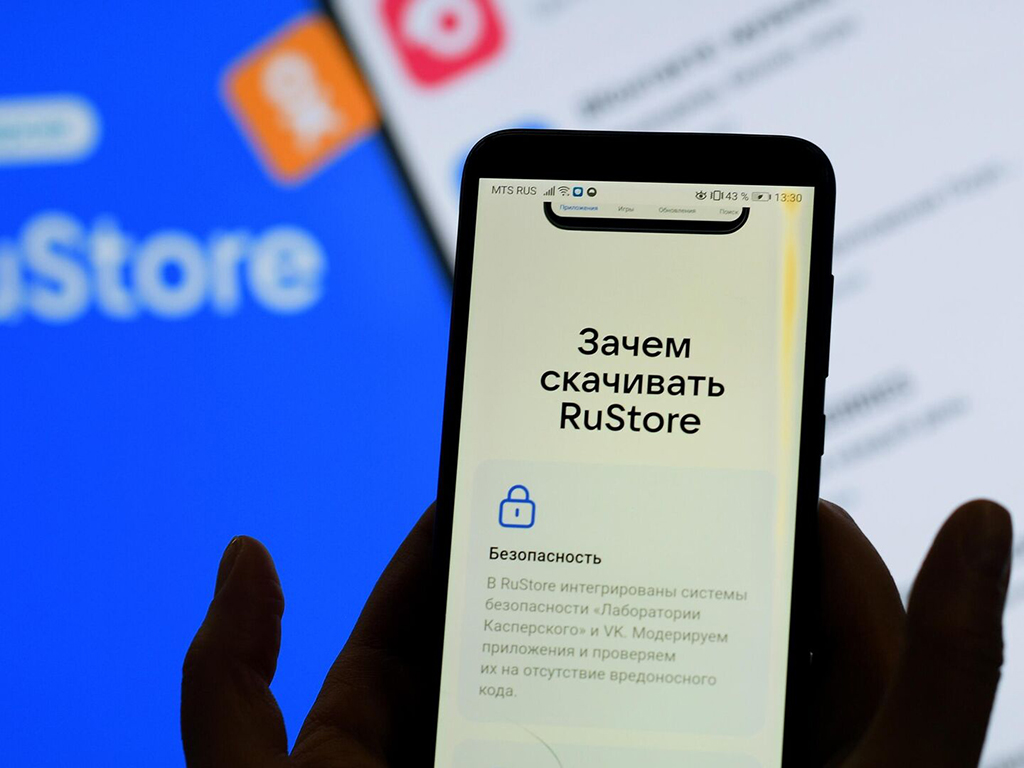 uStore
MTS RUS 43 % 13:30
Приложения Игры Обновления Поиск
Зачем
скачивать
RuStore
Безопасность
В RuStore интегрированы системы
безопасности «Лаборатории
Касперского» и VK. Модерируем
приложения и проверяем
их на отсутствие вредоносного
кода.